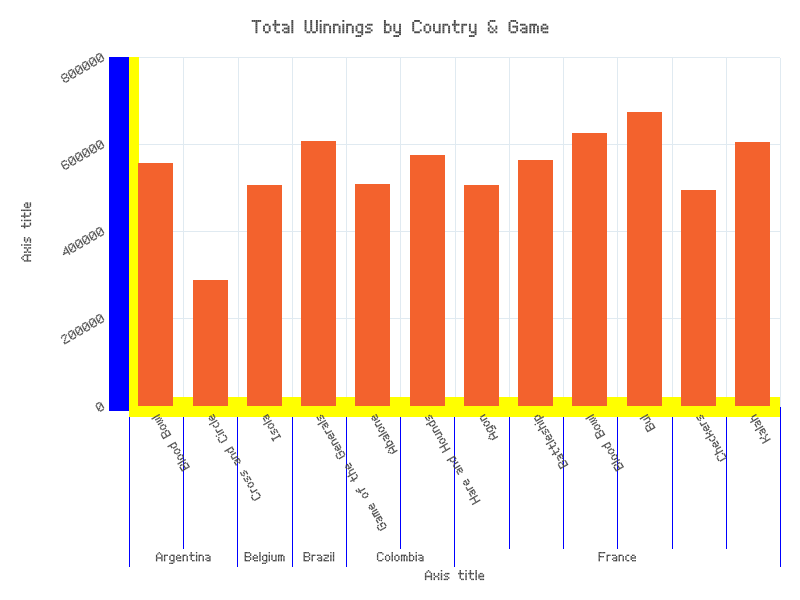 Total Winnings by Country & Game
800000
600000
400000
200000
0
Axis title
Blood Bowl
Cross and Circle
Isola
Game of the Generals
Abalone
Hare and Hounds
Agon
Battleship
Blood Bowl
Bul
Checkers
Kalah
Argentina
Belgium
Brazil
Colombia
France
Axis title